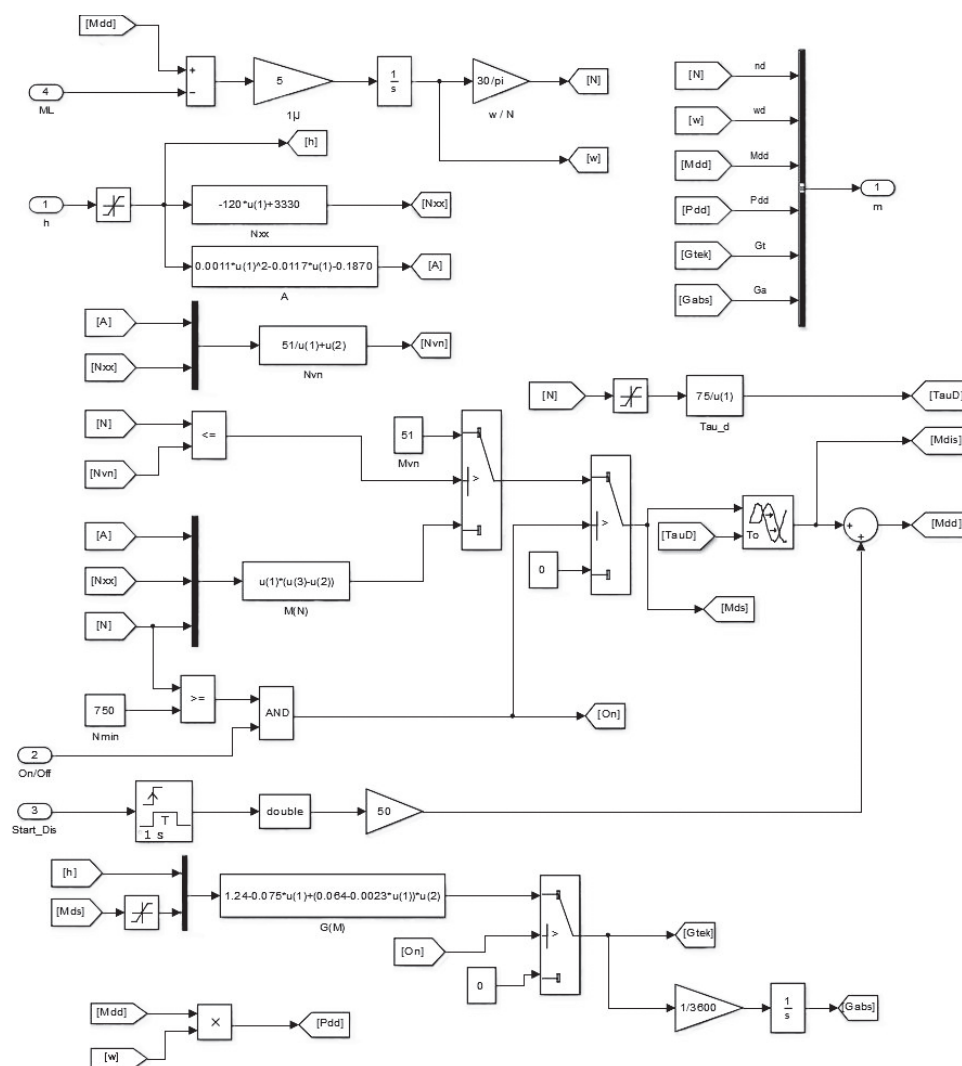 [Mdd]
+
−
4
ML
5
1/J
1
s
30/pi
w / N
[N]
[w]
[h]
1
h
-120*u(1)+3330
Nxx
[Nxx]
0.0011*u(1)^2-0.0117*u(1)-0.1870
A
[A]
[N]
nd
[w]
wd
[Mdd]
Mdd
[Pdd]
Pdd
[Gtek]
Gt
[Gabs]
Ga
1
m
[A]
[Nxx]
51/u(1)+u(2)
Nvn
[Nvn]
[N]
75/u(1)
Tau_d
[TauD]
[N]
[Nvn]
<=
51
Mvn
>
[Mdis]
>
[TauD]
To
+
+
[Mdd]
[A]
[Nxx]
[N]
u(1)*(u(3)-u(2))
M(N)
0
[Mds]
750
Nmin
>=
AND
[On]
2
On/Off
3
Start_Dis
T
1 s
double
50
[h]
[Mds]
1.24-0.075*u(1)+(0.064-0.0023*u(1))*u(2)
G(M)
[On]
>
0
[Gtek]
1/3600
1
s
[Gabs]
[Mdd]
[w]
×
[Pdd]